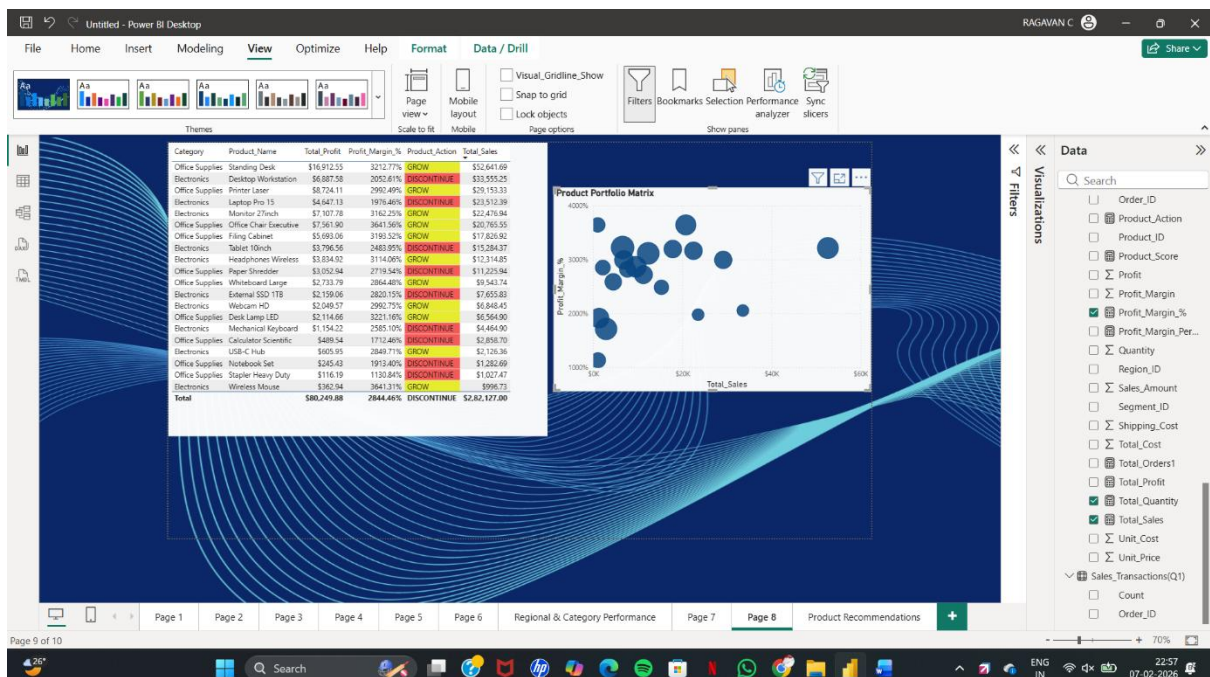 Untitled - Power BI Desktop
RAGAVAN C
File Home Insert Modeling View Optimize Help Format Data / Drill
Share
Aa Aa Aa Aa Aa Aa
Page view
Mobile layout
Visual_Gridline_Show
Snap to grid
Lock objects
Filters Bookmarks Selection Performance analyzer Sync slicers
Themes Scale to fit Mobile Page options Show panes
Category Product_Name Total_Profit Profit_Margin_% Product_Action Total_Sales
Office Supplies Standing Desk $16,912.55 3212.77% GROW $52,641.69
Electronics Desktop Workstation $6,887.58 2052.61% DISCONTINUE $33,555.25
Office Supplies Printer Laser $8,724.11 2992.49% GROW $29,153.33
Electronics Laptop Pro 15 $4,647.13 1976.46% DISCONTINUE $23,512.39
Electronics Monitor 27inch $7,107.78 3162.25% GROW $22,476.94
Office Supplies Office Chair Executive $7,561.90 3641.56% GROW $20,765.55
Office Supplies Filing Cabinet $5,693.06 3193.52% GROW $17,826.92
Electronics Tablet 10inch $3,796.56 2483.95% DISCONTINUE $15,284.37
Electronics Headphones Wireless $3,834.92 3114.06% GROW $12,314.85
Office Supplies Paper Shredder $3,052.94 2719.54% DISCONTINUE $11,225.94
Office Supplies Whiteboard Large $2,733.79 2864.48% GROW $9,543.74
Electronics External SSD 1TB $2,159.06 2820.15% DISCONTINUE $7,655.83
Electronics Webcam HD $2,049.57 2992.75% GROW $6,848.45
Office Supplies Desk Lamp LED $2,114.66 3221.16% GROW $6,564.90
Electronics Mechanical Keyboard $1,154.22 2585.10% DISCONTINUE $4,464.90
Office Supplies Calculator Scientific $489.54 1712.46% DISCONTINUE $2,858.70
Electronics USB-C Hub $605.95 2849.71% GROW $2,126.36
Office Supplies Notebook Set $245.43 1913.40% DISCONTINUE $1,282.69
Office Supplies Stapler Heavy Duty $116.19 1130.84% DISCONTINUE $1,027.47
Electronics Wireless Mouse $362.94 3641.31% GROW $996.73
Total $80,249.88 2844.46% DISCONTINUE $2,82,127.00
Product Portfolio Matrix
4000%
3000%
2000%
1000%
Profit_Margin_%
$0K $20K $40K $60K
Total_Sales
Filters
Visualizations
Data
Search
Order_ID
Product_Action
Product_ID
Product_Score
Profit
Profit_Margin
Profit_Margin_%
Profit_Margin_Per...
Quantity
Region_ID
Sales_Amount
Segment_ID
Shipping_Cost
Total_Cost
Total_Orders1
Total_Profit
Total_Quantity
Total_Sales
Unit_Cost
Unit_Price
Sales_Transactions(Q1)
Count
Order_ID
Page 1 Page 2 Page 3 Page 4 Page 5 Page 6 Regional & Category Performance Page 7 Page 8 Product Recommendations
Page 9 of 10
70%
26°
Search
ENG
IN
22:57
07-02-2026